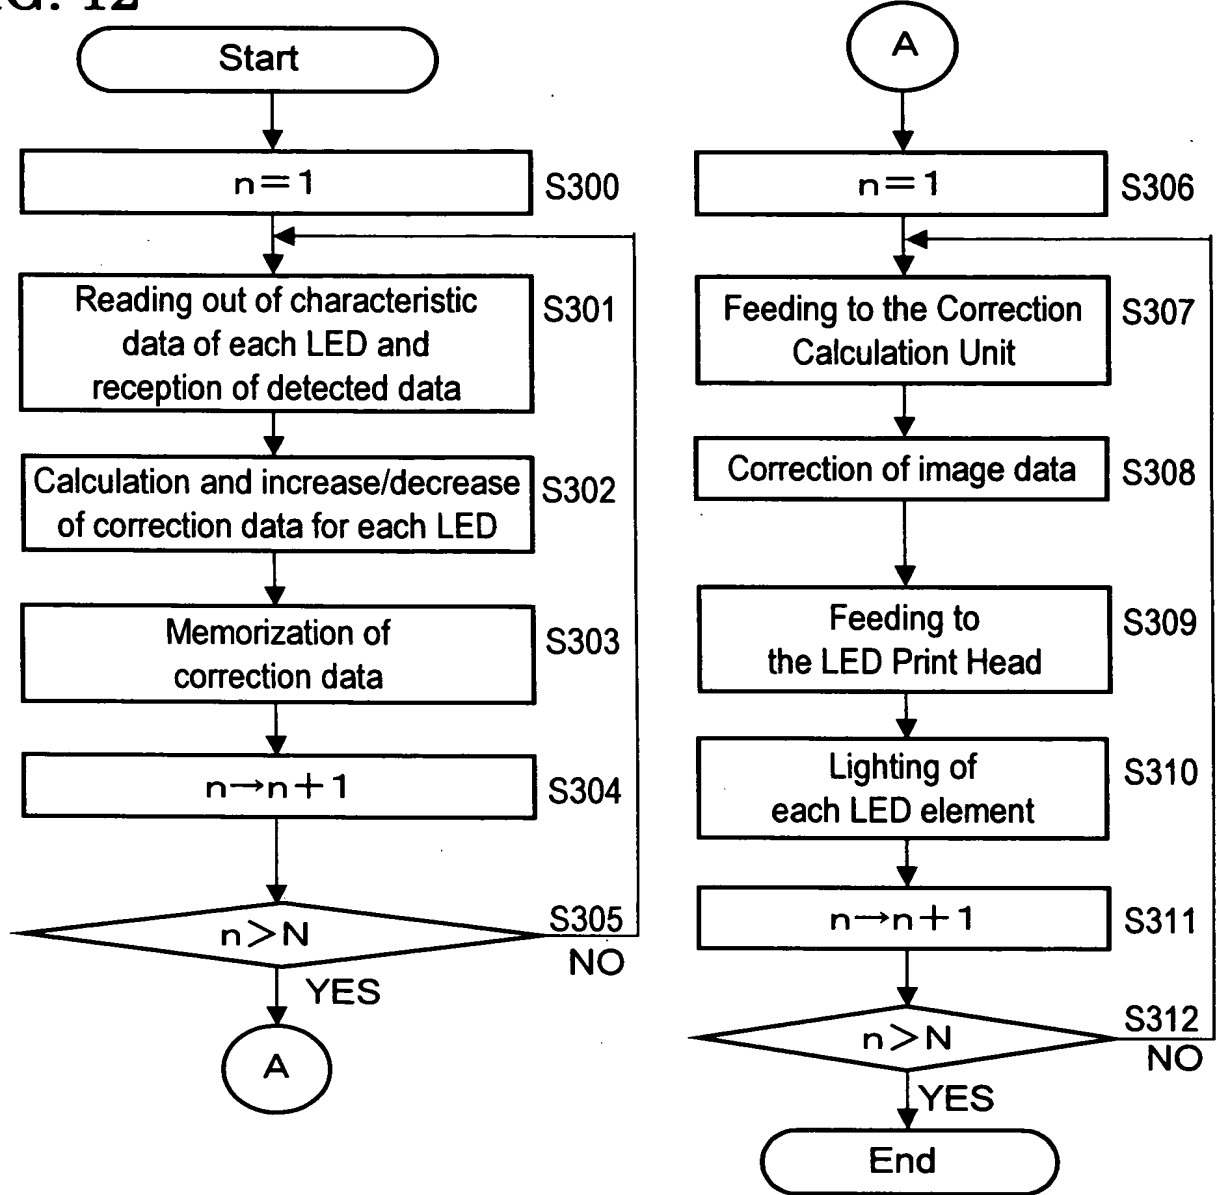 Start
n=1
S300
Reading out of characteristic
data of each LED and
reception of detected data
S301
Calculation and increase/decrease
of correction data for each LED
S302
Memorization of
correction data
S303
n→n+1
S304
n>N
S305
NO
YES
A
A
n=1
S306
Feeding to the Correction
Calculation Unit
S307
Correction of image data
S308
Feeding to
the LED Print Head
S309
Lighting of
each LED element
S310
n→n+1
S311
n>N
S312
NO
YES
End